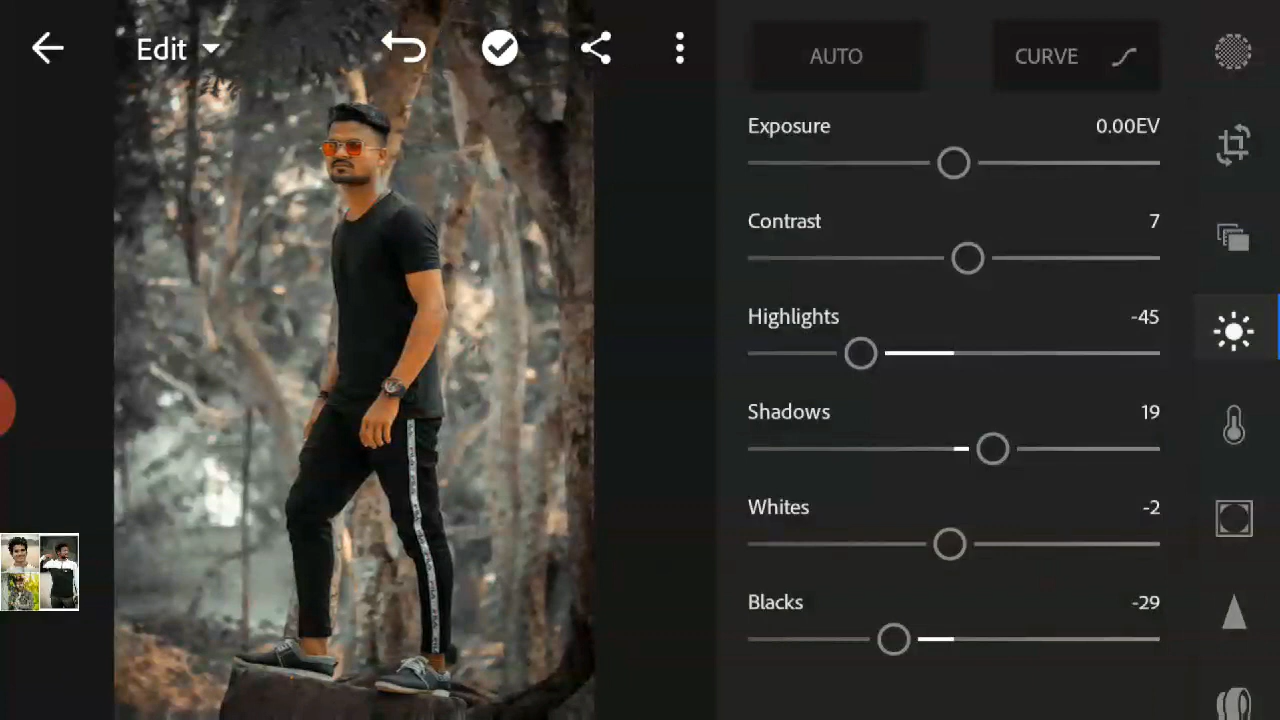 Edit
AUTO
CURVE
Exposure
0.00EV
Contrast
7
Highlights
-45
Shadows
19
Whites
-2
Blacks
-29